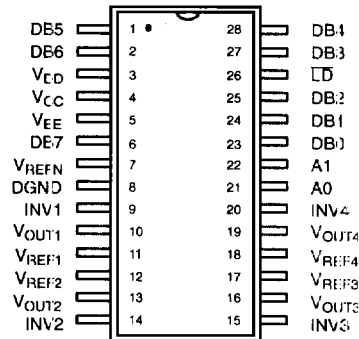 DB5 1 28 DB4
DB6 2 27 DB3
VDD 3 26 LD
VCC 4 25 DB2
VEE 5 24 DB1
DB7 6 23 DB0
VREFN 7 22 A1
DGND 8 21 A0
INV1 9 20 INV4
VOUT1 10 19 VOUT4
VREF1 11 18 VREF4
VREF2 12 17 VREF3
VOUT2 13 16 VOUT3
INV2 14 15 INV3